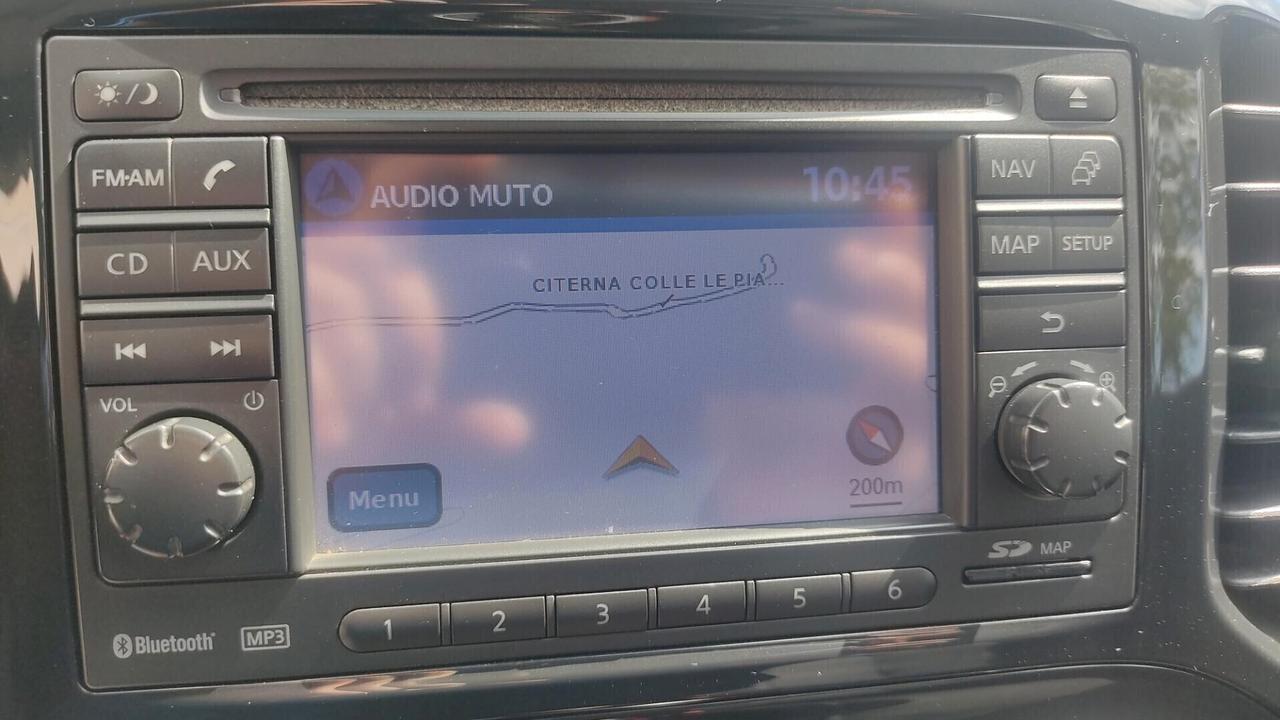 FM·AM
CD
AUX
VOL
AUDIO MUTO
10:45
CITERNA COLLE LE PIA...
Menu
200m
NAV
MAP
SETUP
SD MAP
1
2
3
4
5
6
Bluetooth
MP3